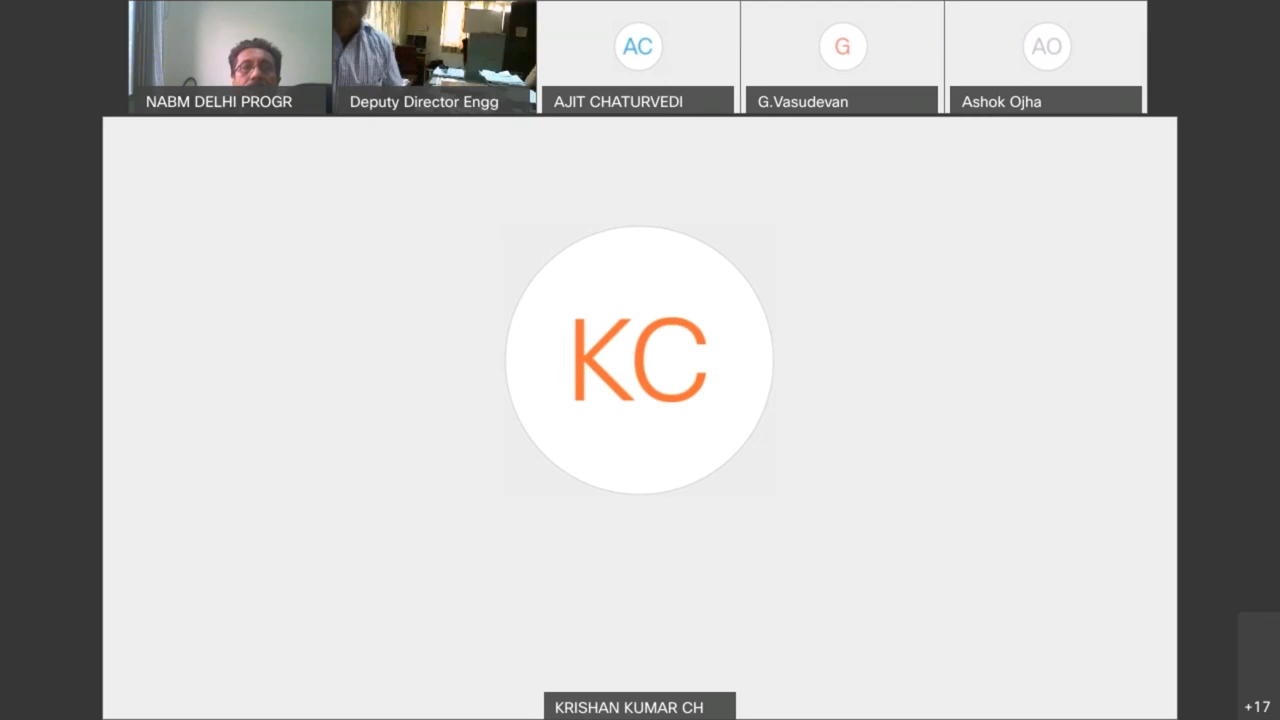 AC
G
AO
NABM DELHI PROGR
Deputy Director Engg
AJIT CHATURVEDI
G.Vasudevan
Ashok Ojha
KC
KRISHAN KUMAR CH
+17